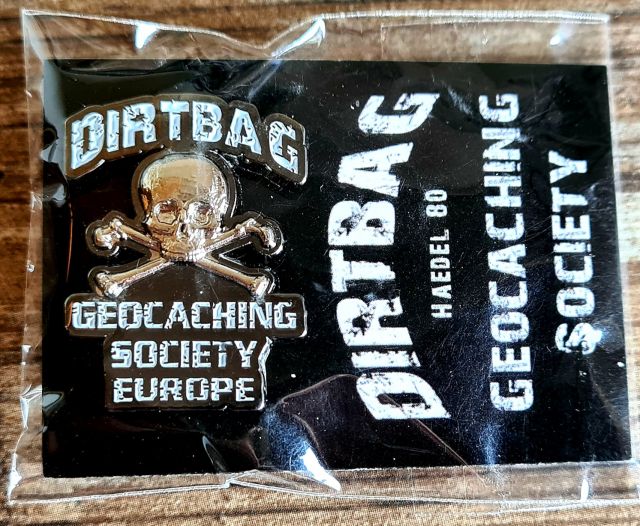 DIRTBAG
GEOCACHING
SOCIETY
EUROPE
DIRTBAG
HAEDEL 80
GEOCACHING
SOCIETY